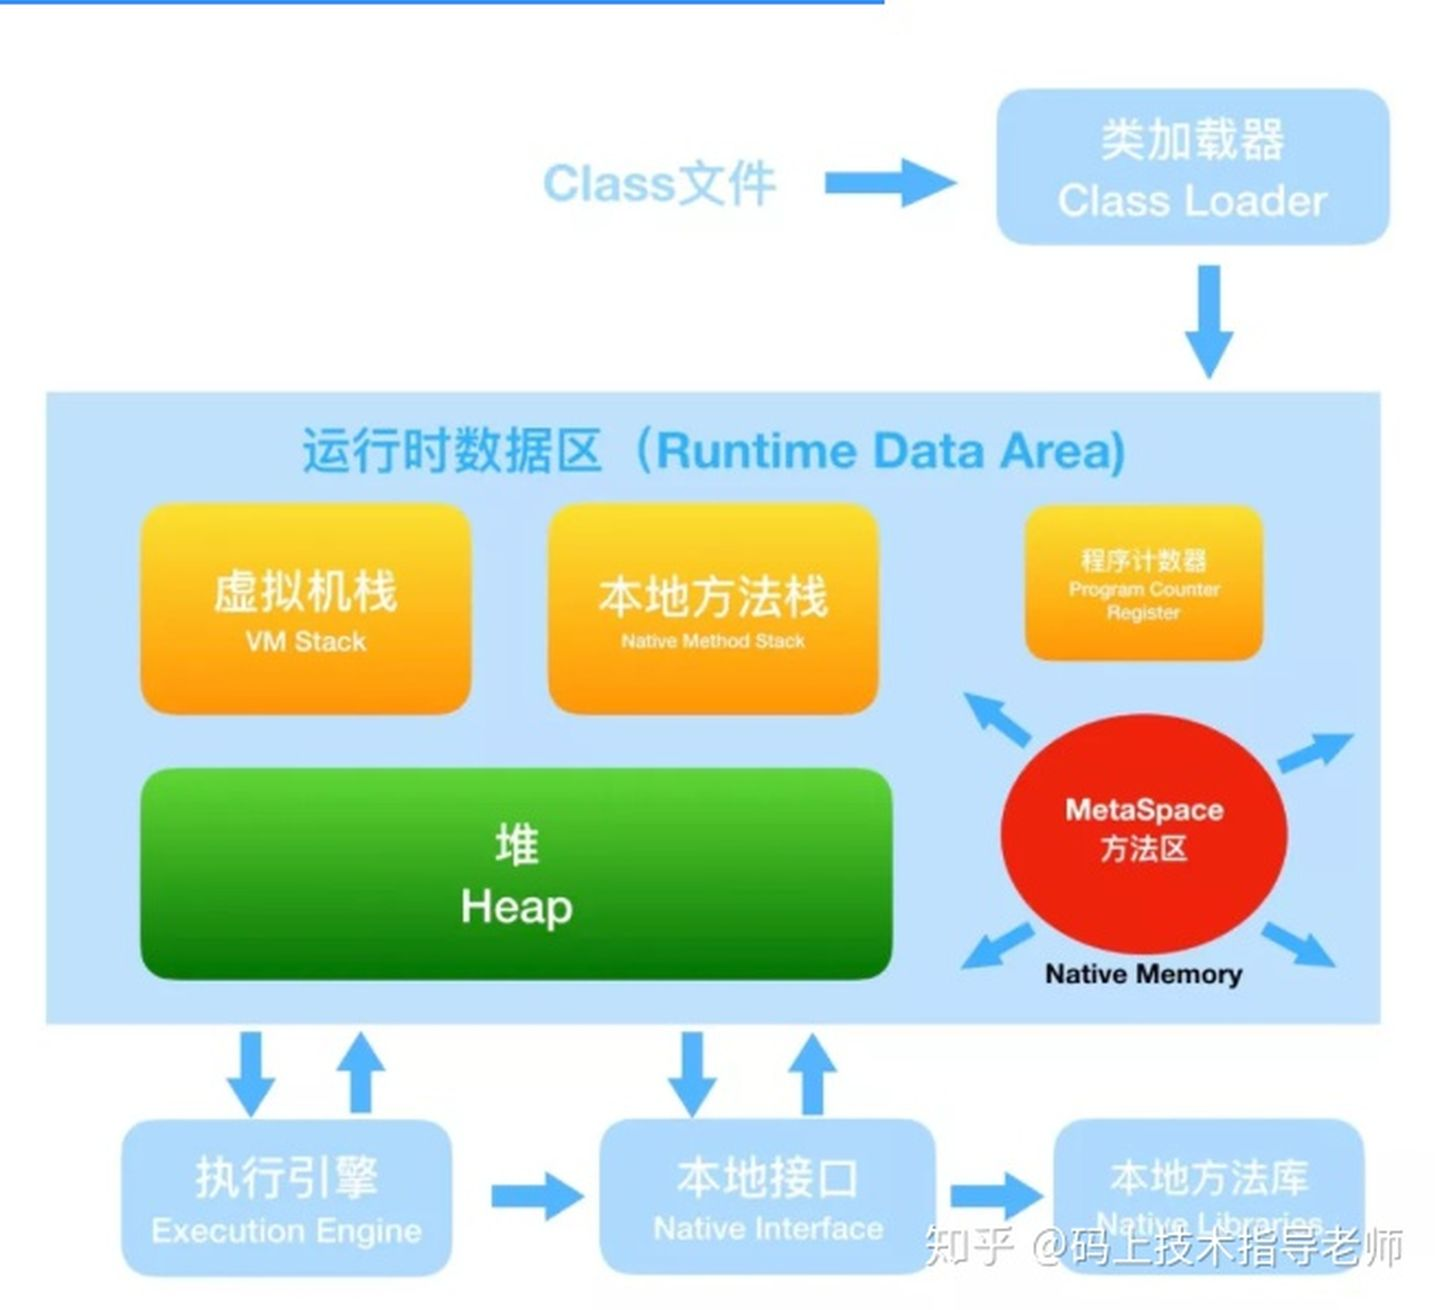 Class文件
类加载器
Class Loader
运行时数据区（Runtime Data Area)
虚拟机栈
VM Stack
本地方法栈
Native Method Stack
程序计数器
Program Counter
Register
堆
Heap
MetaSpace
方法区
Native Memory
执行引擎
Execution Engine
本地接口
Native Interface
本地方法库
Native Libraries
知乎 @码上技术指导老师